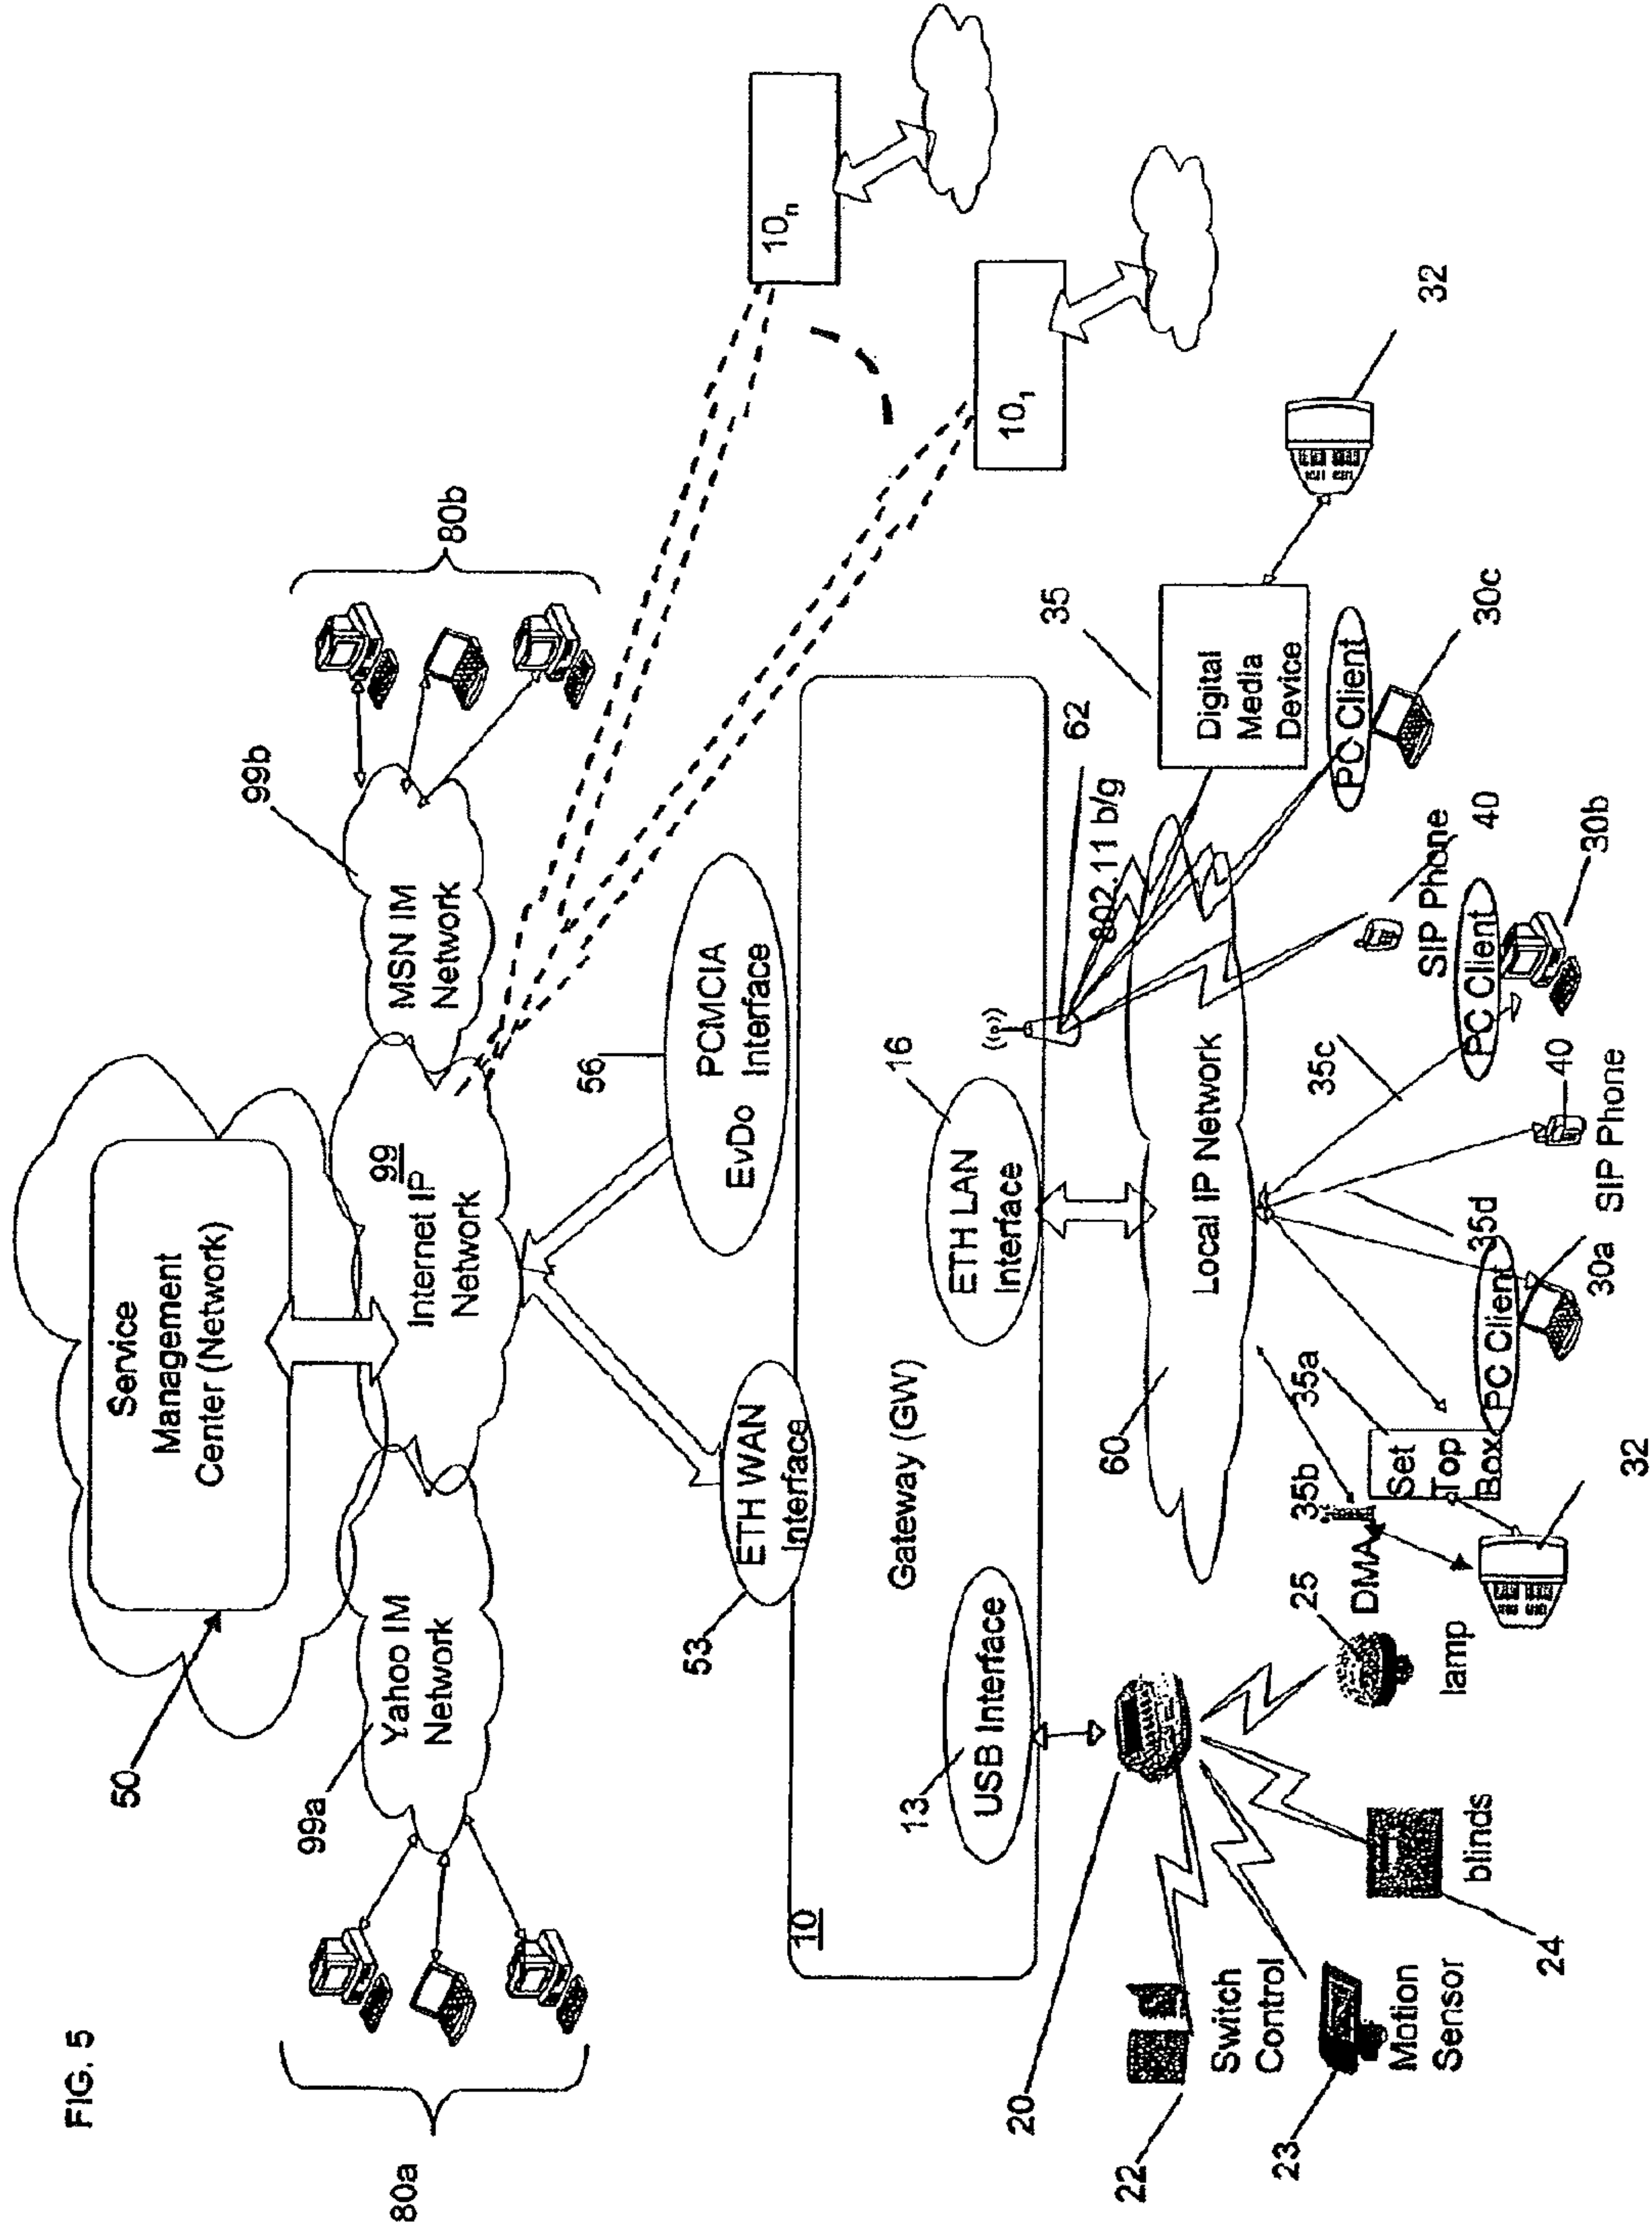 FIG. 5
80a
80b
50
Service
Management
Center (Network)
99a
Yahoo IM
Network
99
Internet IP
Network
99b
MSN IM
Network
53
ETH WAN
Interface
56
PCMCIA
EvDo Interface
10n
101
10
Gateway (GW)
13
USB Interface
16
ETH LAN
Interface
62
802.11 b/g
60
Local IP Network
20
22
Switch
Control
23
Motion
Sensor
24
blinds
25
lamp
DMA
35b
35a
Set
Top
Box
32
PC Client
30a
35d
SIP Phone
40
35c
PC Client
30b
SIP Phone
40
PC Client
30c
35
Digital
Media
Device
32